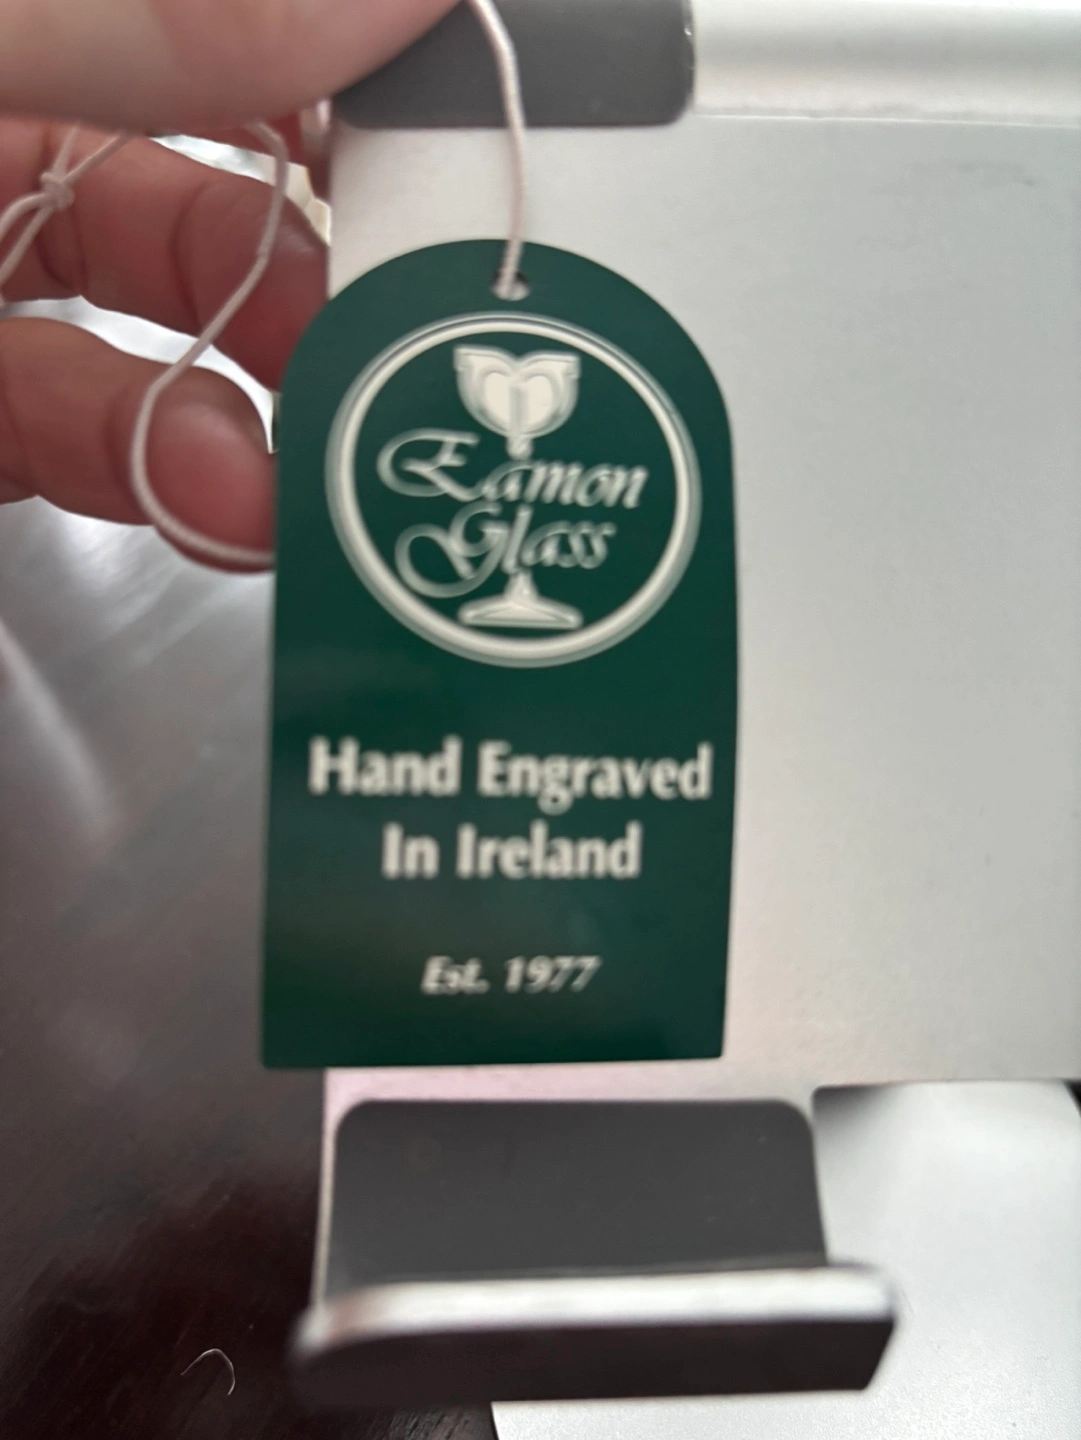 Eamon
Glass
Hand Engraved
In Ireland
Est. 1977